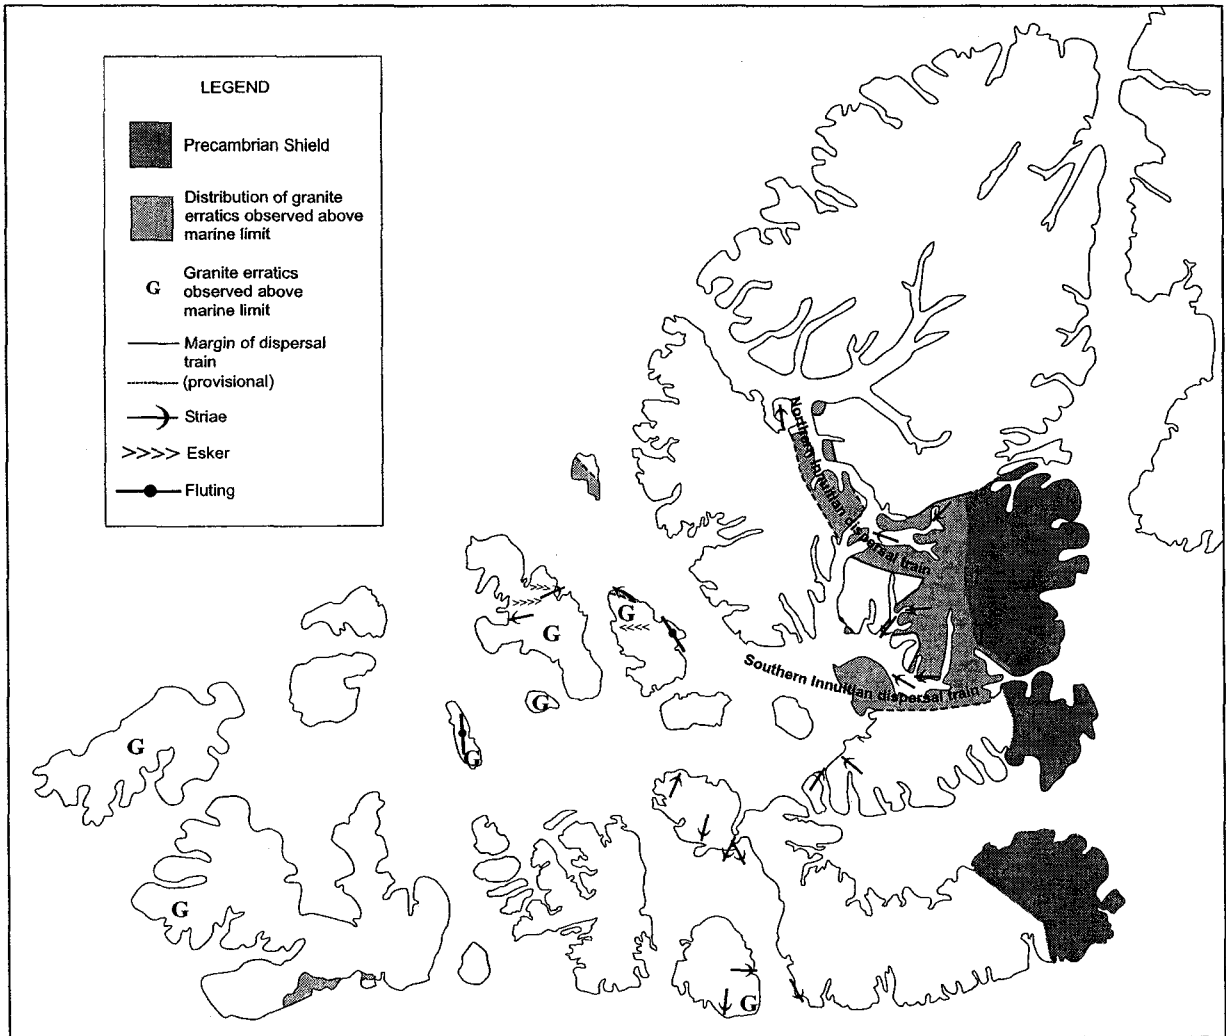 LEGEND
Precambrian Shield
Distribution of granite
erratics observed above
marine limit
G
Granite erratics
observed above
marine limit
Margin of dispersal
train
(provisional)
Striae
>>>> Esker
Fluting
Northern Innuitian dispersal train
Southern Innuitian dispersal train
G
G
G
G
G
G
G